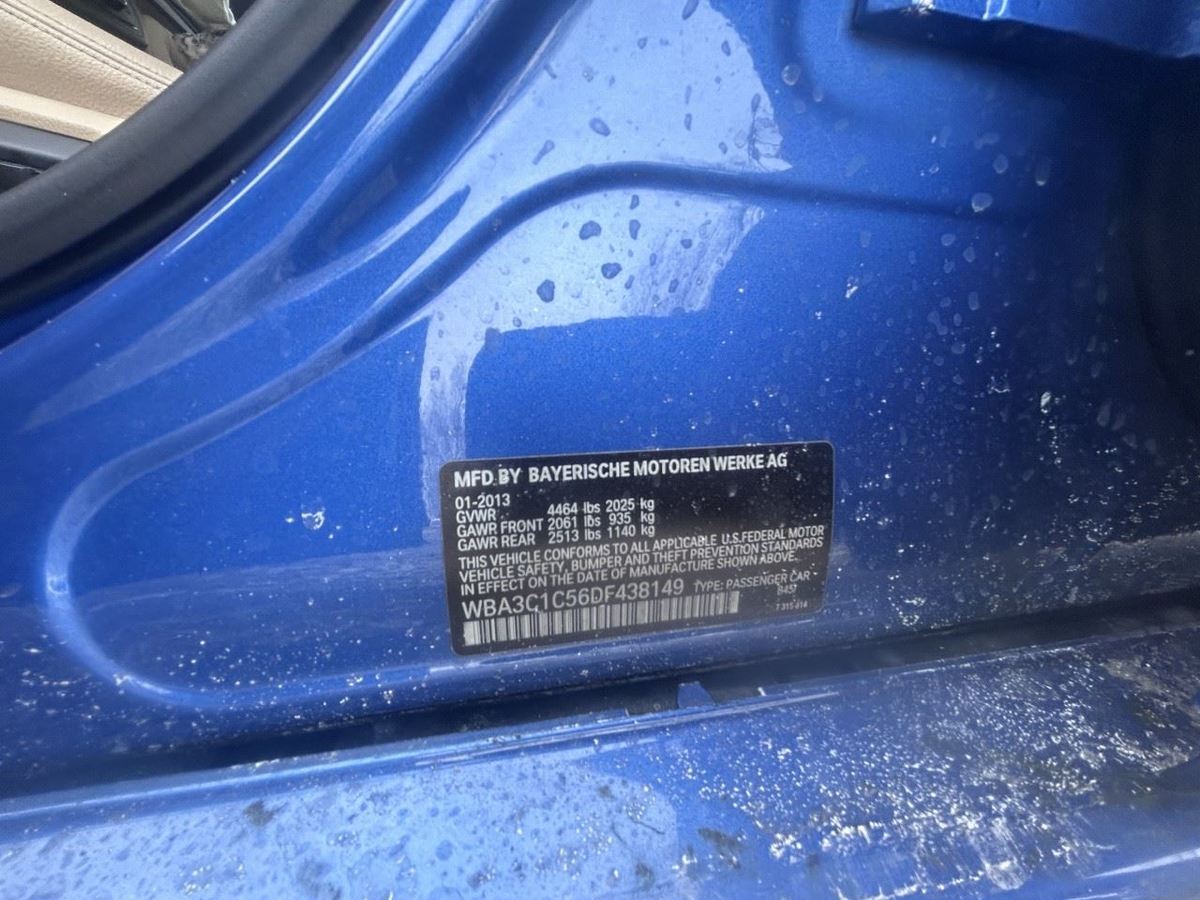 MFD BY BAYERISCHE MOTOREN WERKE AG
01-2013
GVWR 4464 lbs 2025 kg
GAWR FRONT 2061 lbs 935 kg
GAWR REAR 2513 lbs 1140 kg
THIS VEHICLE CONFORMS TO ALL APPLICABLE U.S.FEDERAL MOTOR
VEHICLE SAFETY, BUMPER AND THEFT PREVENTION STANDARDS
IN EFFECT ON THE DATE OF MANUFACTURE SHOWN ABOVE.
WBA3C1C56DF438149 TYPE: PASSENGER CAR
B45/